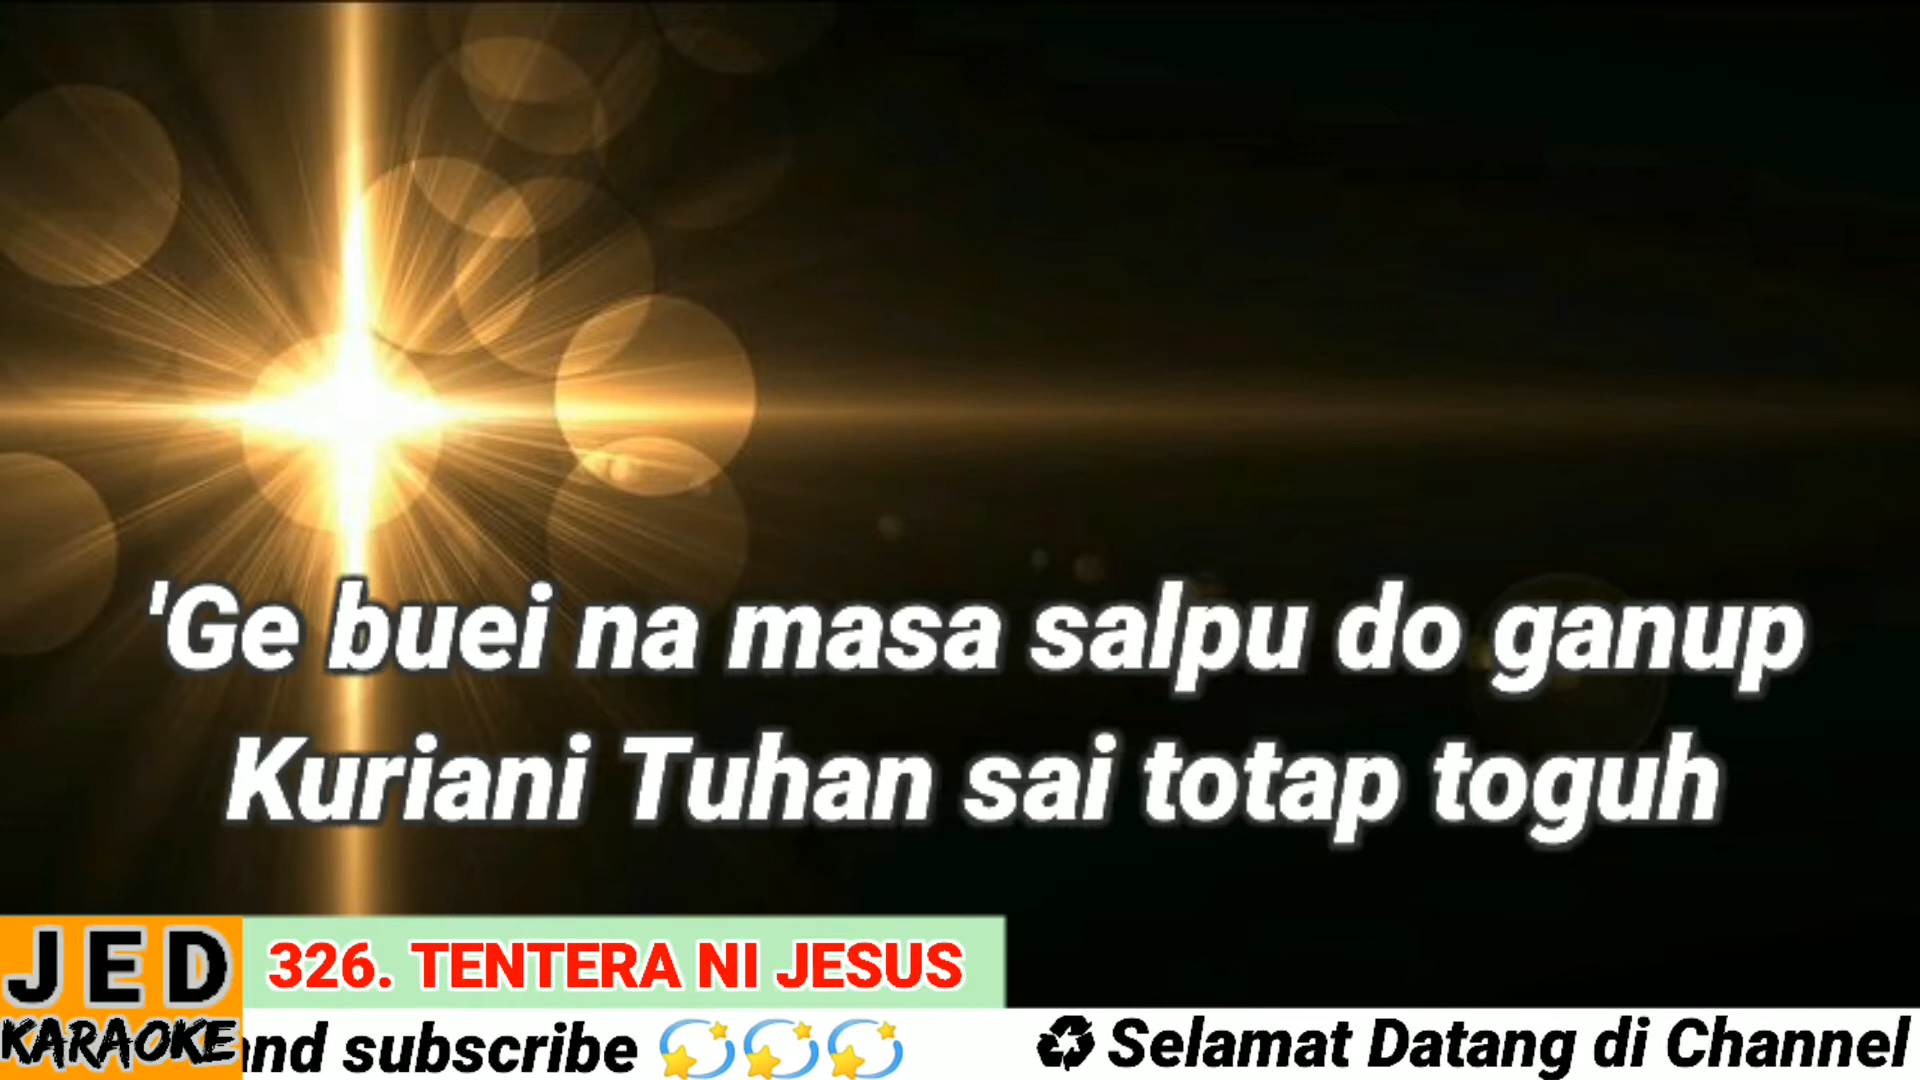 'Ge buei na masa salpu do ganup
Kuriani Tuhan sai totap toguh
JED
KARAOKE
326. TENTERA NI JESUS
and subscribe 💫💫💫 ♻ Selamat Datang di Channel